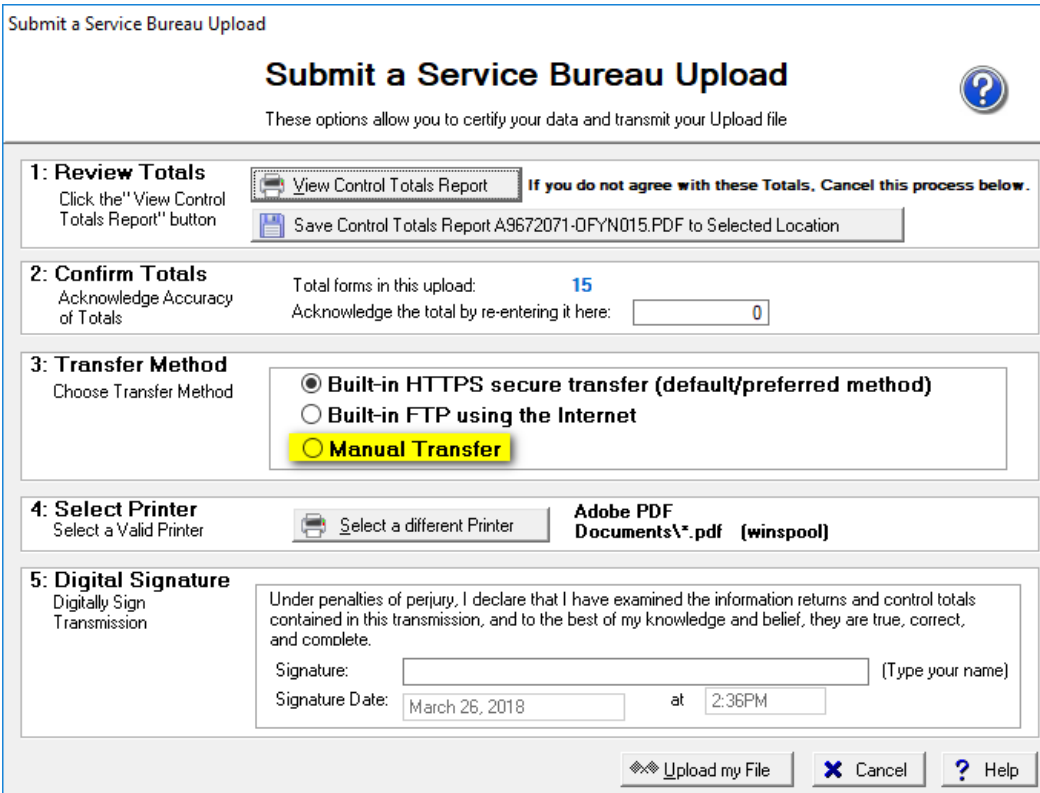 Submit a Service Bureau Upload
Submit a Service Bureau Upload
These options allow you to certify your data and transmit your Upload file
1: Review Totals
Click the" View Control
Totals Report" button
View Control Totals Report
If you do not agree with these Totals, Cancel this process below.
Save Control Totals Report A9672071-OFYN015.PDF to Selected Location
2: Confirm Totals
Acknowledge Accuracy
of Totals
Total forms in this upload: 15
Acknowledge the total by re-entering it here: 0
3: Transfer Method
Choose Transfer Method
Built-in HTTPS secure transfer (default/preferred method)
Built-in FTP using the Internet
Manual Transfer
4: Select Printer
Select a Valid Printer
Select a different Printer
Adobe PDF
Documents\*.pdf (winspool)
5: Digital Signature
Digitally Sign
Transmission
Under penalties of perjury, I declare that I have examined the information returns and control totals
contained in this transmission, and to the best of my knowledge and belief, they are true, correct,
and complete.
Signature: (Type your name)
Signature Date: March 26, 2018 at 2:36PM
Upload my File Cancel ? Help